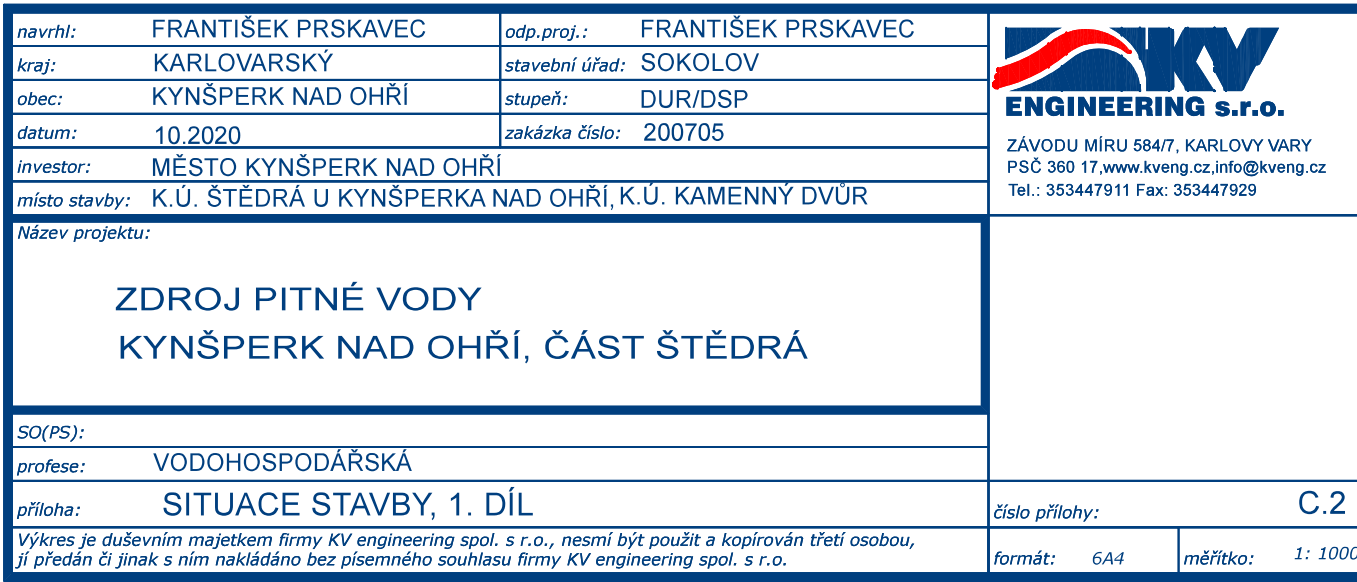 navrhl: FRANTIŠEK PRSKAVEC odp.proj.: FRANTIŠEK PRSKAVEC
kraj: KARLOVARSKÝ stavební úřad: SOKOLOV
obec: KYNŠPERK NAD OHŘÍ stupeň: DUR/DSP
datum: 10.2020 zakázka číslo: 200705
investor: MĚSTO KYNŠPERK NAD OHŘÍ
místo stavby: K.Ú. ŠTĚDRÁ U KYNŠPERKA NAD OHŘÍ, K.Ú. KAMENNÝ DVŮR
KV
ENGINEERING s.r.o.
ZÁVODU MÍRU 584/7, KARLOVY VARY
PSČ 360 17,www.kveng.cz,info@kveng.cz
Tel.: 353447911 Fax: 353447929
Název projektu:
ZDROJ PITNÉ VODY
KYNŠPERK NAD OHŘÍ, ČÁST ŠTĚDRÁ
SO(PS):
profese: VODOHOSPODÁŘSKÁ
příloha: SITUACE STAVBY, 1. DÍL
číslo přílohy: C.2
Výkres je duševním majetkem firmy KV engineering spol. s r.o., nesmí být použit a kopírován třetí osobou,
jí předán či jinak s ním nakládáno bez písemného souhlasu firmy KV engineering spol. s r.o.
formát: 6A4 měřítko: 1: 1000